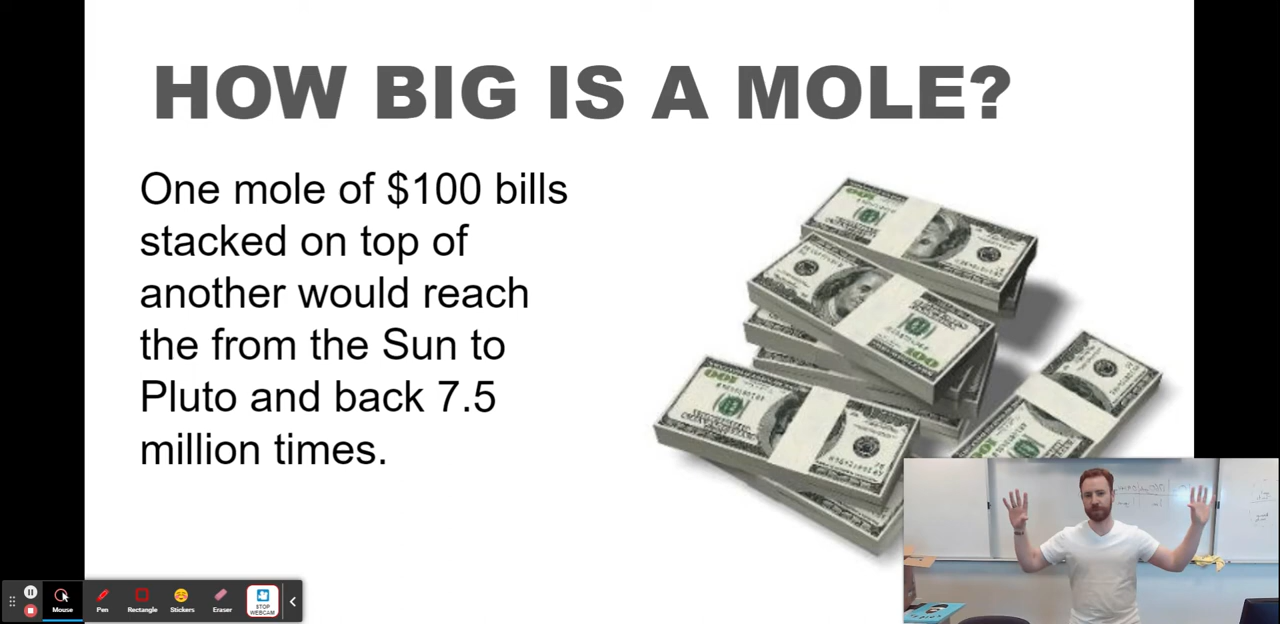 HOW BIG IS A MOLE?
One mole of $100 bills
stacked on top of
another would reach
the from the Sun to
Pluto and back 7.5
million times.
Mouse
Pen
Rectangle
Stickers
Eraser
STOP
WEBCAM